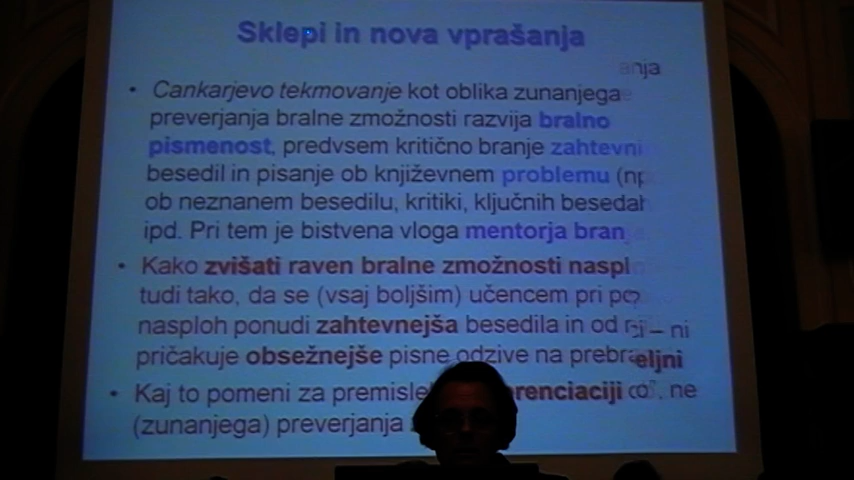 Sklepi in nova vprašanja
• Cankarjevo tekmovanje kot oblika zunanjega
preverjanja bralne zmožnosti razvija bralno
pismenost, predvsem kritično branje
besedil in pisanje ob književnem problemu
ob neznanem besedilu, kritiki, ključnih
ipd. Pri tem je bistvena vloga mentorja
• Kako zvišati raven bralne zmožnosti
tudi tako, da se (vsaj boljšim) učencem pri
nasploh ponudi zahtevnejša besedila in od
pričakuje obsežnejše pisne odzive na
• Kaj to pomeni za
(zunanjega) preverjanja